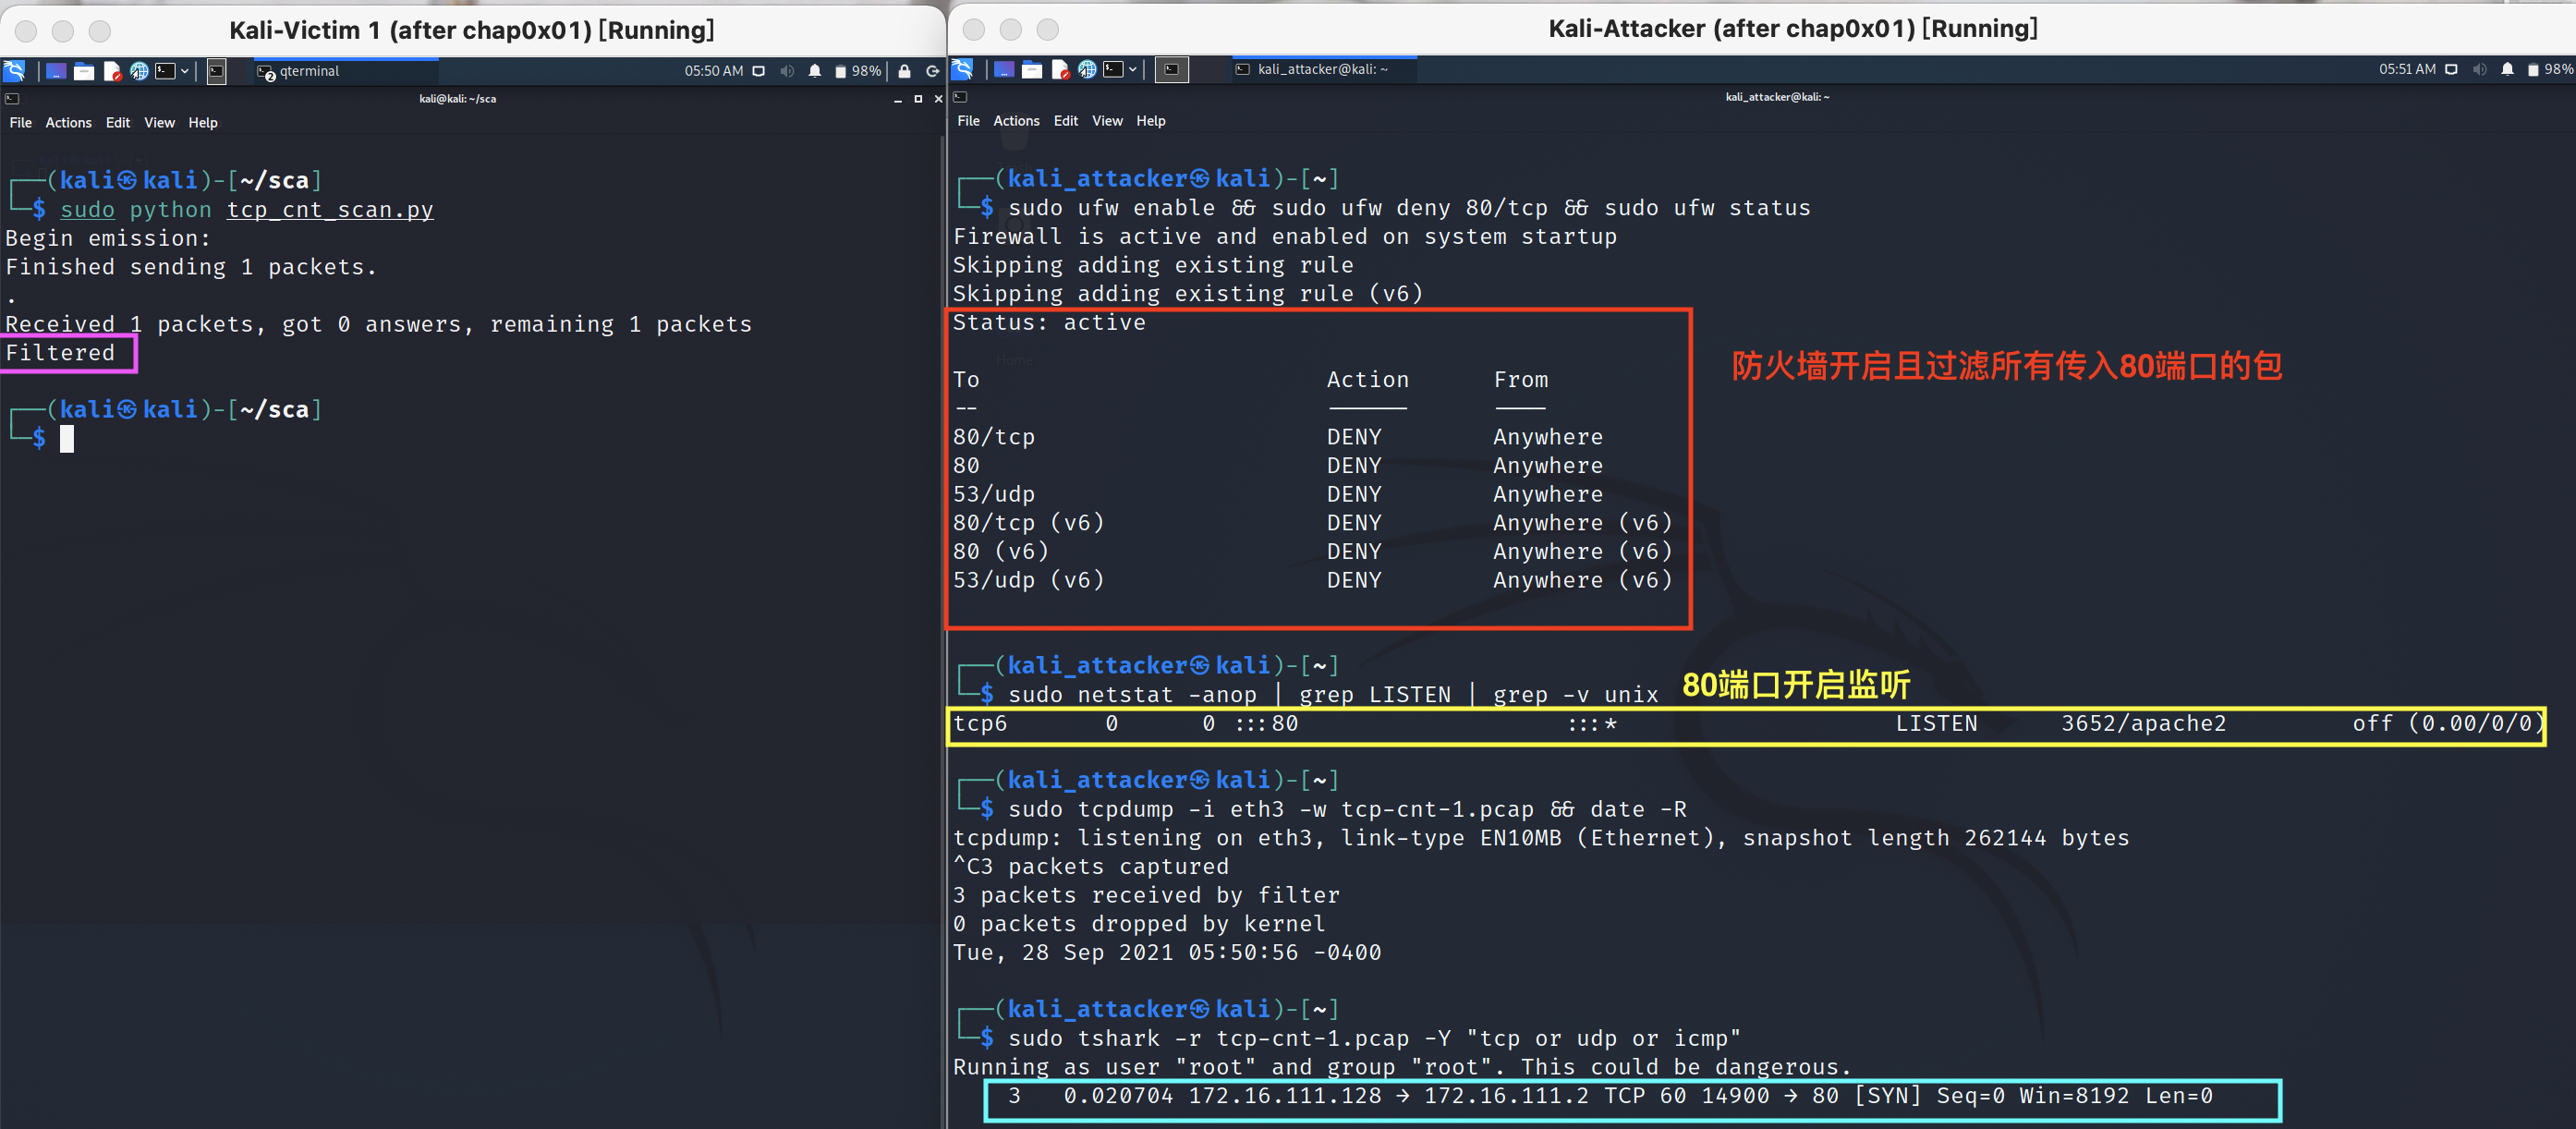 Kali-Victim 1 (after chap0x01) [Running]
2 qterminal
05:50 AM
98%
kali@kali: ~/sca
File Actions Edit View Help
┌──(kali㉿kali)-[~/sca]
└─$ sudo python tcp_cnt_scan.py
Begin emission:
Finished sending 1 packets.
.
Received 1 packets, got 0 answers, remaining 1 packets
Filtered
┌──(kali㉿kali)-[~/sca]
└─$
Kali-Attacker (after chap0x01) [Running]
kali_attacker@kali: ~
05:51 AM
98%
kali_attacker@kali: ~
File Actions Edit View Help
┌──(kali_attacker㉿kali)-[~]
└─$ sudo ufw enable && sudo ufw deny 80/tcp && sudo ufw status
Firewall is active and enabled on system startup
Skipping adding existing rule
Skipping adding existing rule (v6)
Status: active
Home
防火墙开启且过滤所有传入80端口的包
To Action From
-- ------ ----
80/tcp DENY Anywhere
80 DENY Anywhere
53/udp DENY Anywhere
80/tcp (v6) DENY Anywhere (v6)
80 (v6) DENY Anywhere (v6)
53/udp (v6) DENY Anywhere (v6)
┌──(kali_attacker㉿kali)-[~]
└─$ sudo netstat -anop | grep LISTEN | grep -v unix
80端口开启监听
tcp6 0 0 :::80 :::* LISTEN 3652/apache2 off (0.00/0/0)
┌──(kali_attacker㉿kali)-[~]
└─$ sudo tcpdump -i eth3 -w tcp-cnt-1.pcap && date -R
tcpdump: listening on eth3, link-type EN10MB (Ethernet), snapshot length 262144 bytes
^C3 packets captured
3 packets received by filter
0 packets dropped by kernel
Tue, 28 Sep 2021 05:50:56 -0400
┌──(kali_attacker㉿kali)-[~]
└─$ sudo tshark -r tcp-cnt-1.pcap -Y "tcp or udp or icmp"
Running as user "root" and group "root". This could be dangerous.
3 0.020704 172.16.111.128 → 172.16.111.2 TCP 60 14900 → 80 [SYN] Seq=0 Win=8192 Len=0